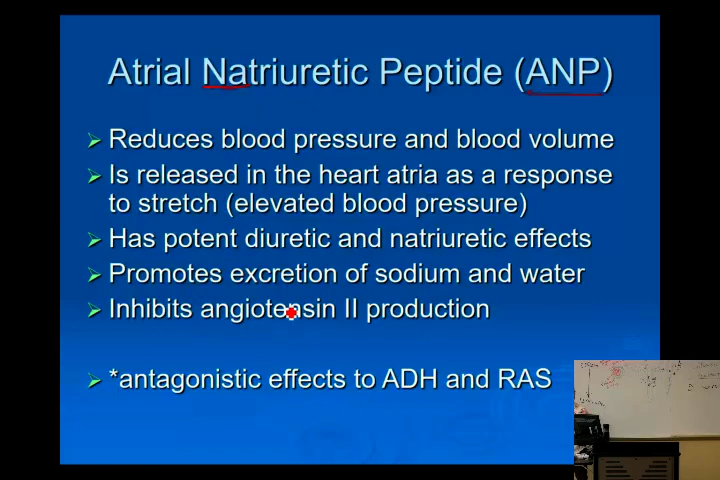 Atrial Natriuretic Peptide (ANP)
Reduces blood pressure and blood volume
Is released in the heart atria as a response
to stretch (elevated blood pressure)
Has potent diuretic and natriuretic effects
Promotes excretion of sodium and water
Inhibits angiotensin II production
*antagonistic effects to ADH and RAS